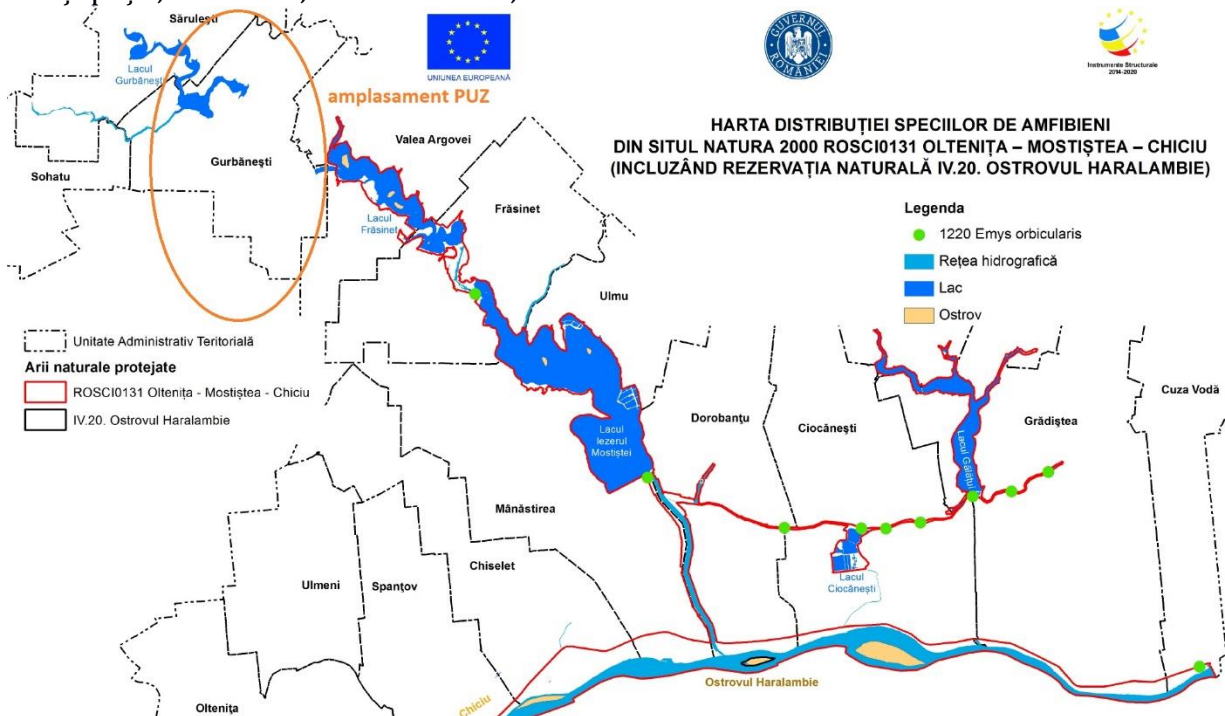 Sărulești
Lacul
Gurbănești
UNIUNEA EUROPEANĂ
GUVERNUL
ROMÂNIEI
Instrumente Structurale
2014-2020
amplasament PUZ
HARTA DISTRIBUȚIEI SPECIILOR DE AMFIBIENI
DIN SITUL NATURA 2000 ROSCI0131 OLTENIȚA – MOSTIȘTEA – CHICIU
(INCLUZÂND REZERVAȚIA NATURALĂ IV.20. OSTROVUL HARALAMBIE)
Valea Argovei
Gurbănești
Sohatu
Frăsinet
Lacul
Frăsinet
Legenda
1220 Emys orbicularis
Rețea hidrografică
Lac
Ostrov
Ulmu
Unitate Administrativ Teritorială
Arii naturale protejate
ROSCI0131 Oltenița - Mostiștea - Chiciu
IV.20. Ostrovul Haralambie
Cuza Vodă
Dorobanțu
Ciocănești
Grădiștea
Lacul
Iezerul
Mostiștei
Lacul Gălățui
Mănăstirea
Chiselet
Ulmeni
Spanțov
Lacul
Ciocănești
Ostrovul Haralambie
Chiciu
Oltenița